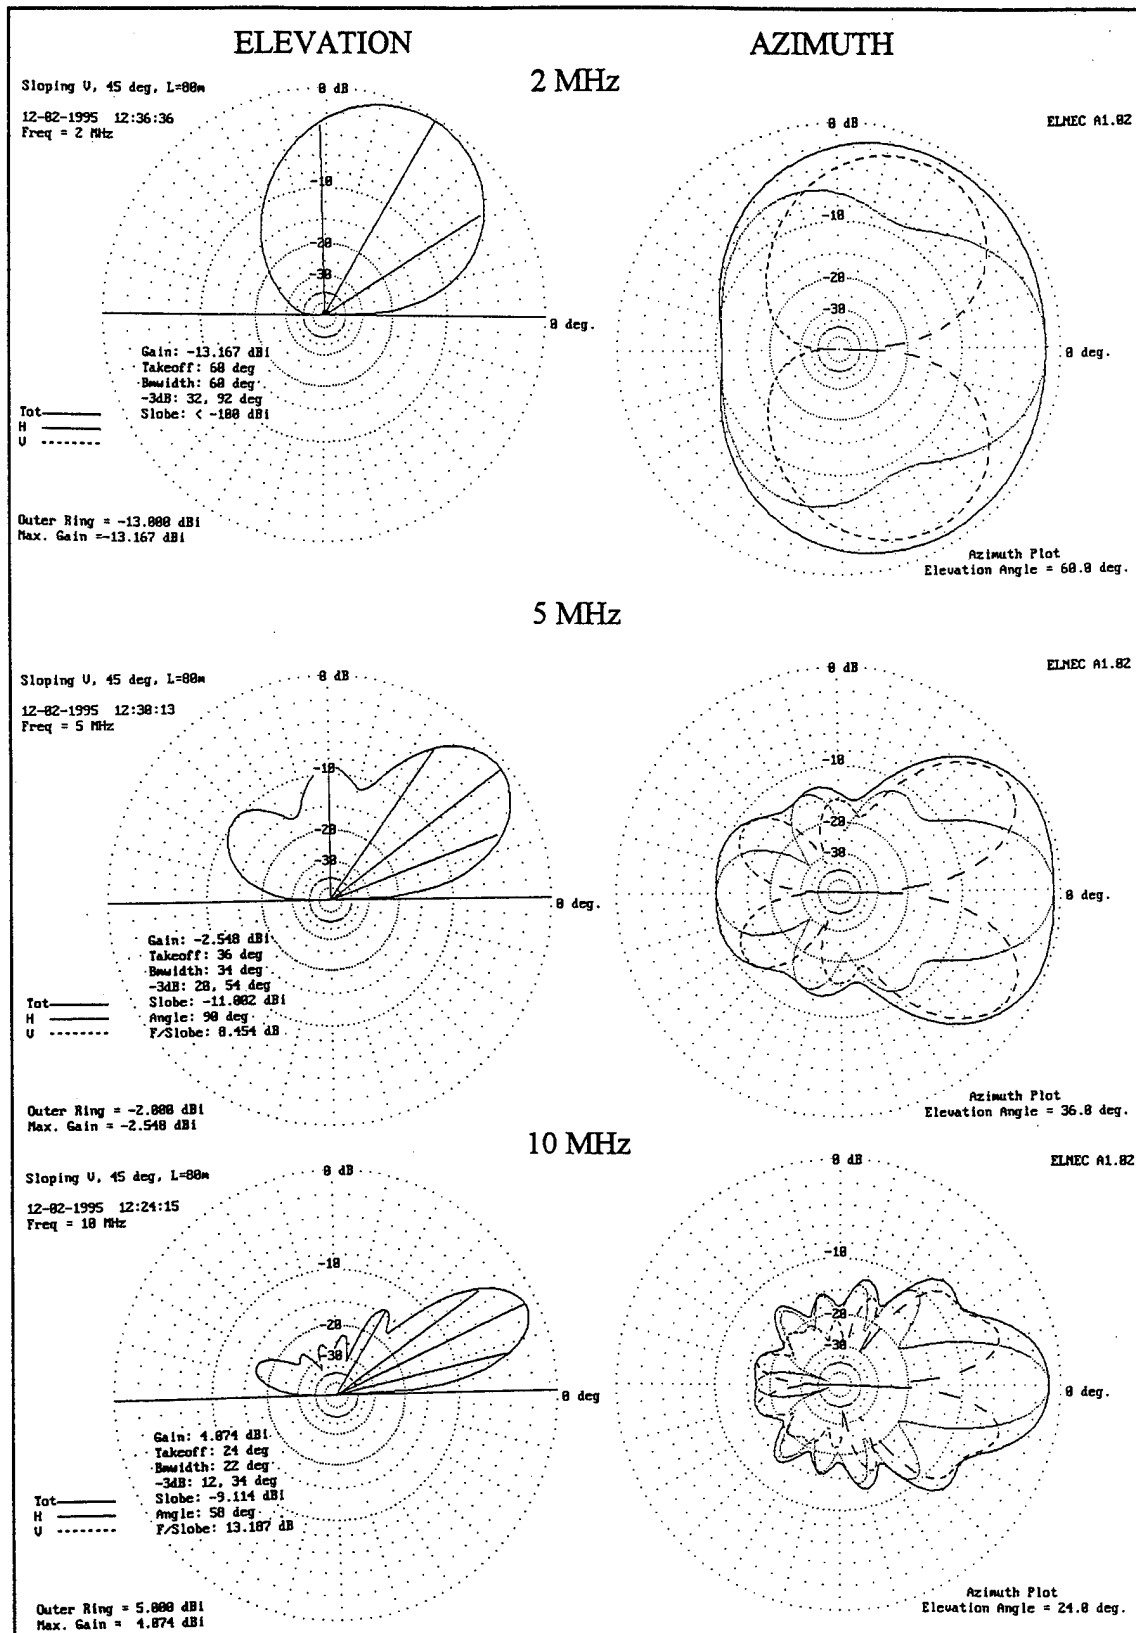 ELEVATION
AZIMUTH
2 MHz
Sloping V, 45 deg, L=80m
12-02-1995 12:36:36
Freq = 2 MHz
0 dB
-10
-20
-30
0 deg.
Gain: -13.167 dBi
Takeoff: 60 deg
Bmwidth: 60 deg
-3dB: 32, 92 deg
Slobe: < -100 dBi
Tot
H
V
Outer Ring = -13.000 dBi
Max. Gain =-13.167 dBi
ELNEC A1.02
0 dB
-10
-20
-30
0 deg.
Azimuth Plot
Elevation Angle = 60.0 deg.
5 MHz
Sloping V, 45 deg, L=80m
12-02-1995 12:30:13
Freq = 5 MHz
0 dB
-10
-20
-30
0 deg.
Gain: -2.548 dBi
Takeoff: 36 deg
Bmwidth: 34 deg
-3dB: 20, 54 deg
Slobe: -11.002 dBi
Angle: 90 deg
F/Slobe: 8.454 dB
Tot
H
V
Outer Ring = -2.000 dBi
Max. Gain = -2.548 dBi
ELNEC A1.02
0 dB
-10
-20
-30
0 deg.
Azimuth Plot
Elevation Angle = 36.0 deg.
10 MHz
Sloping V, 45 deg, L=80m
12-02-1995 12:24:15
Freq = 10 MHz
0 dB
-10
-20
-30
0 deg
Gain: 4.074 dBi
Takeoff: 24 deg
Bmwidth: 22 deg
-3dB: 12, 34 deg
Slobe: -9.114 dBi
Angle: 58 deg
F/Slobe: 13.187 dB
Tot
H
V
Outer Ring = 5.000 dBi
Max. Gain = 4.074 dBi
ELNEC A1.02
0 dB
-10
-20
-30
0 deg.
Azimuth Plot
Elevation Angle = 24.0 deg.